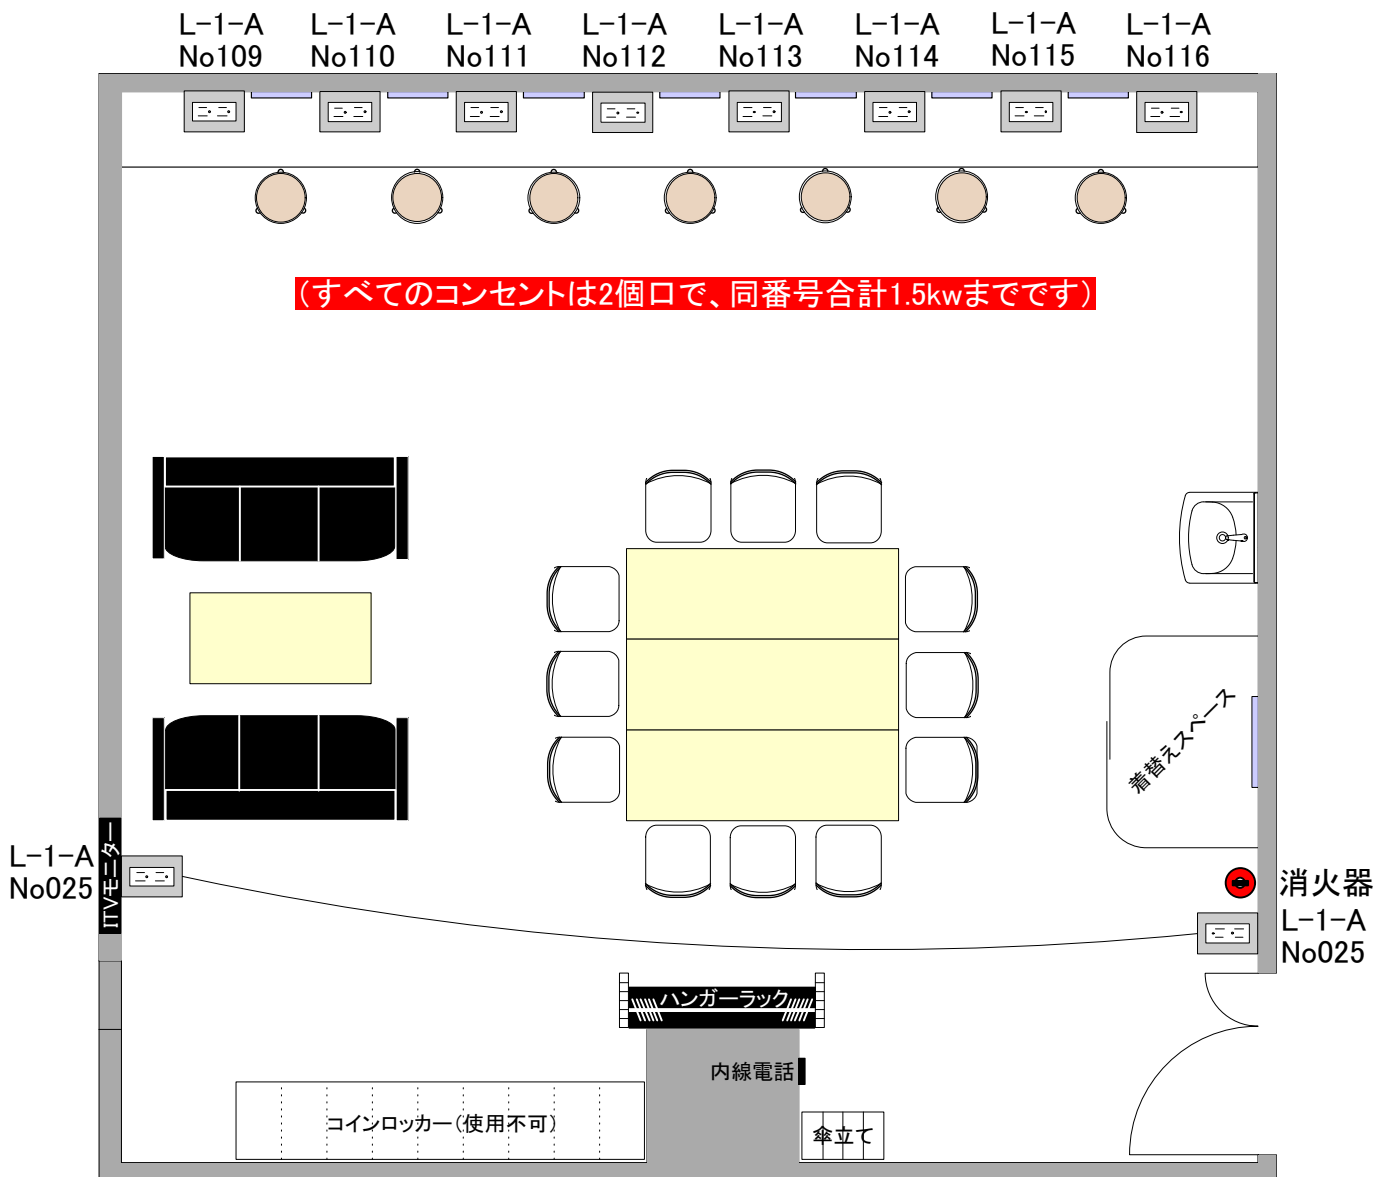 L-1-A L-1-A L-1-A L-1-A L-1-A L-1-A L-1-A L-1-A
No109 No110 No111 No112 No113 No114 No115 No116
(すべてのコンセントは2個口で、同番号合計1.5kwまでです)
着替えスペース
ITVモニター
L-1-A
No025
消火器
L-1-A
No025
ハンガーラック
内線電話
コインロッカー(使用不可)
傘立て